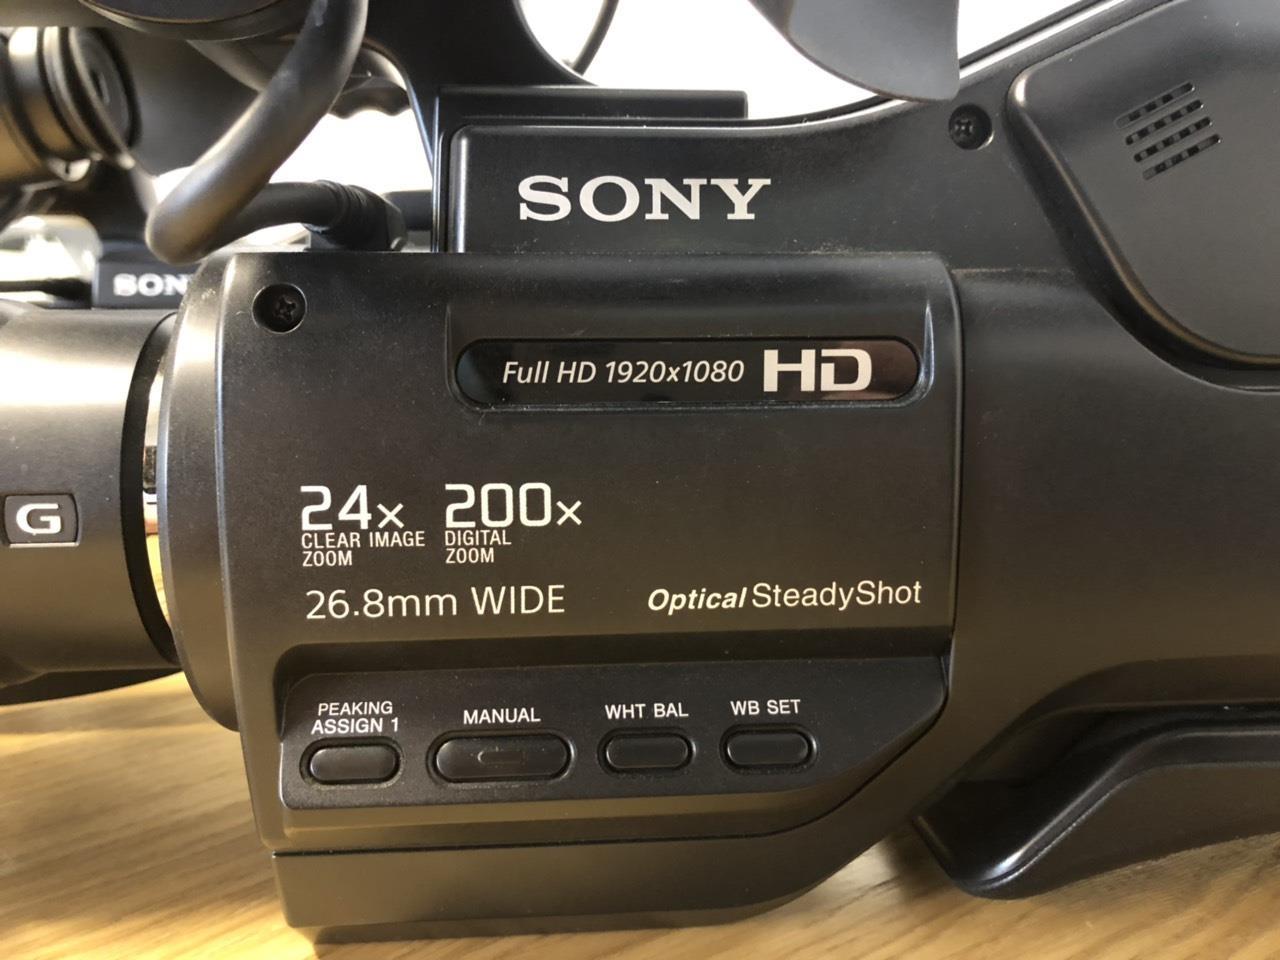 SONY
SON
Full HD 1920x1080 HD
G
24x 200x
CLEAR IMAGE ZOOM DIGITAL ZOOM
26.8mm WIDE Optical SteadyShot
PEAKING ASSIGN 1 MANUAL WHT BAL WB SET